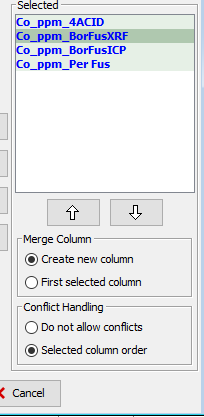 Selected
Co_ppm_4ACID
Co_ppm_BorFusXRF
Co_ppm_BorFusICP
Co_ppm_Per Fus
Merge Column
Create new column
First selected column
Conflict Handling
Do not allow conflicts
Selected column order
Cancel